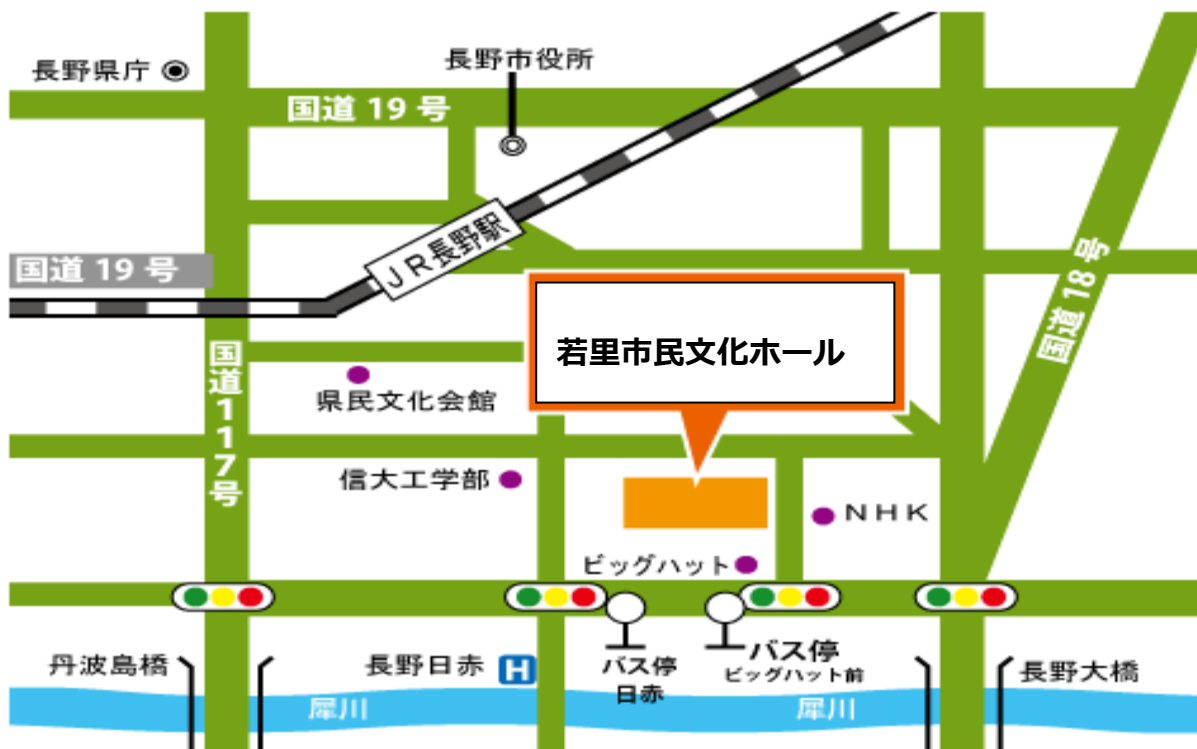 長野県庁
長野市役所
国道 19 号
JR長野駅
国道 19 号
国道 18 号
若里市民文化ホール
国道117号
県民文化会館
信大工学部
NHK
ビッグハット
丹波島橋
長野日赤
H
バス停
日赤
バス停
ビッグハット前
長野大橋
犀川
犀川